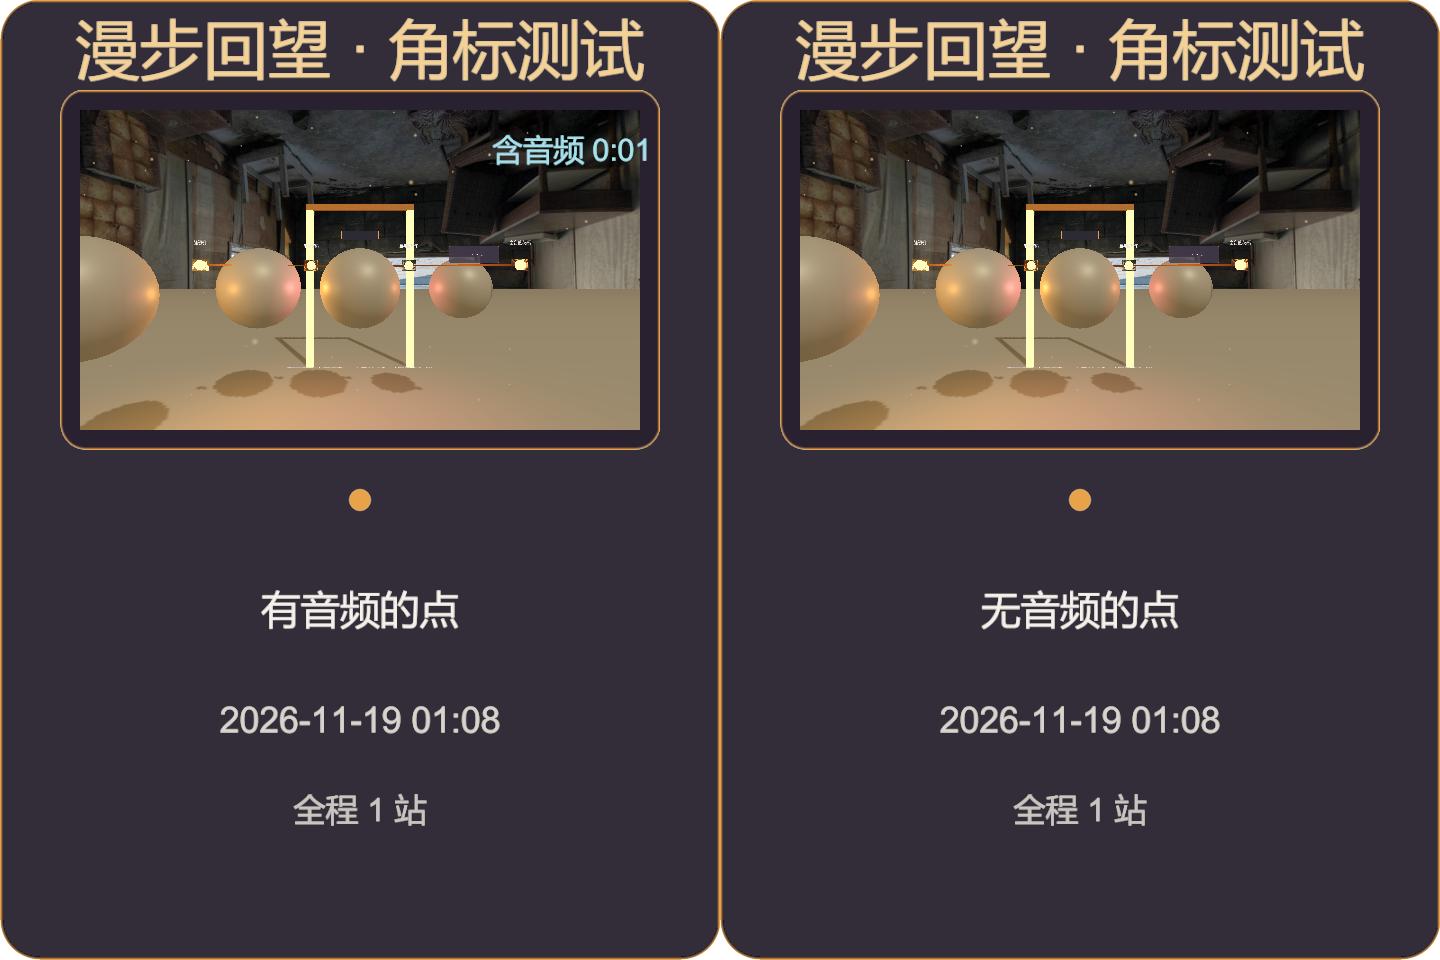 漫步回望 · 角标测试
含音频 0:01
有音频的点
2026-11-19 01:08
全程 1 站
漫步回望 · 角标测试
无音频的点
2026-11-19 01:08
全程 1 站